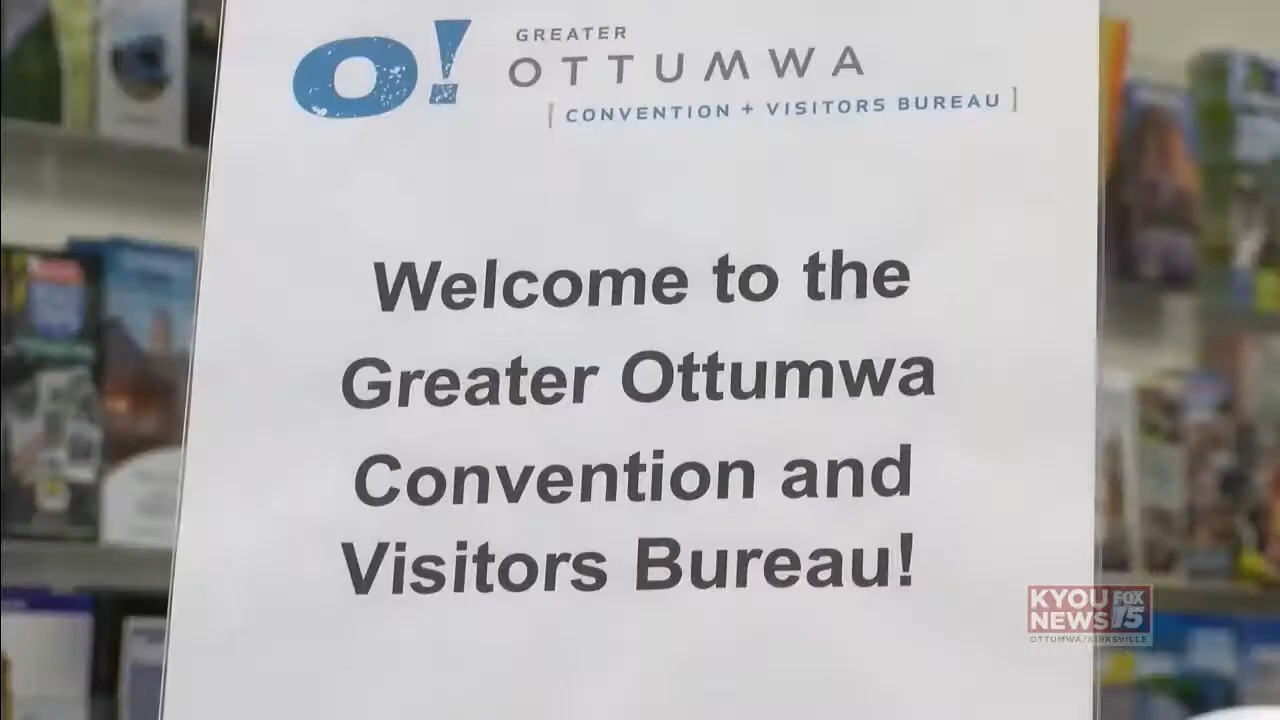 O!
GREATER
OTTUMWA
[ CONVENTION + VISITORS BUREAU ]
Welcome to the
Greater Ottumwa
Convention and
Visitors Bureau!
KYOU FOX
NEWS 15
OTTUMWA/KIRKSVILLE